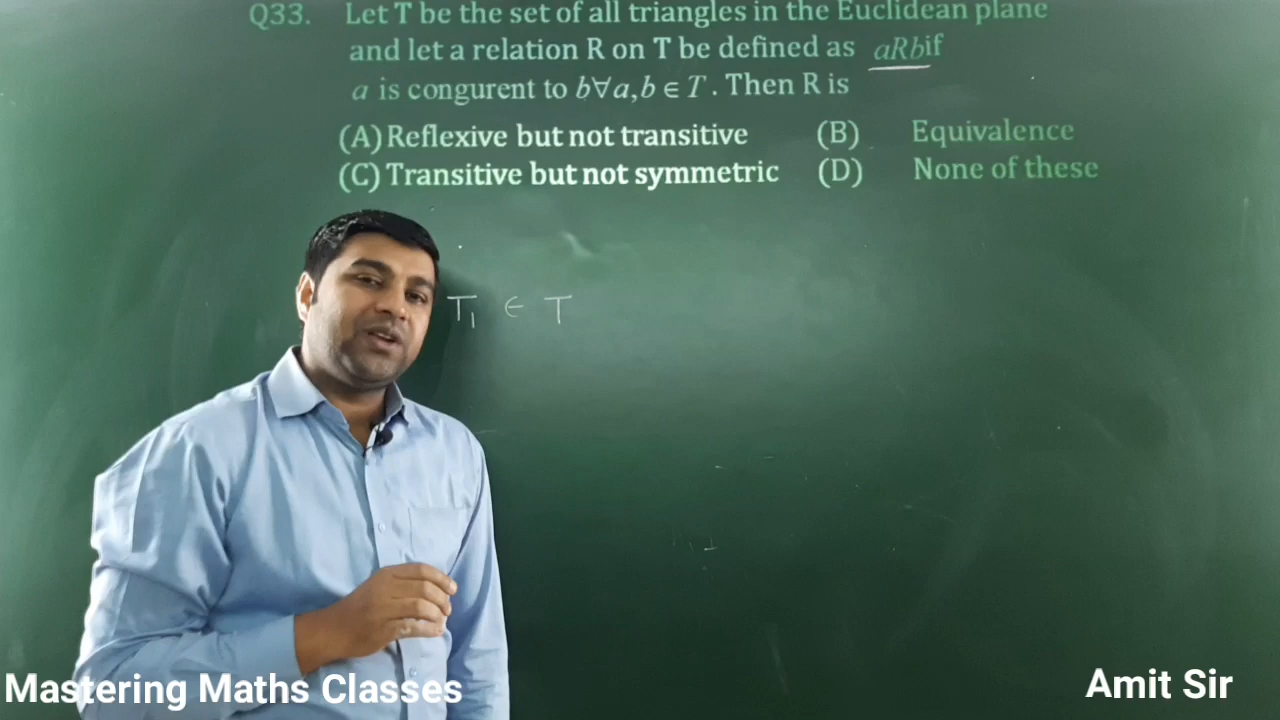 Q33. Let T be the set of all triangles in the Euclidean plane
and let a relation R on T be defined as aRb if
a is congurent to b∀a,b ∈ T. Then R is
(A) Reflexive but not transitive (B) Equivalence
(C) Transitive but not symmetric (D) None of these
T₁ ∈ T
Mastering Maths Classes
Amit Sir